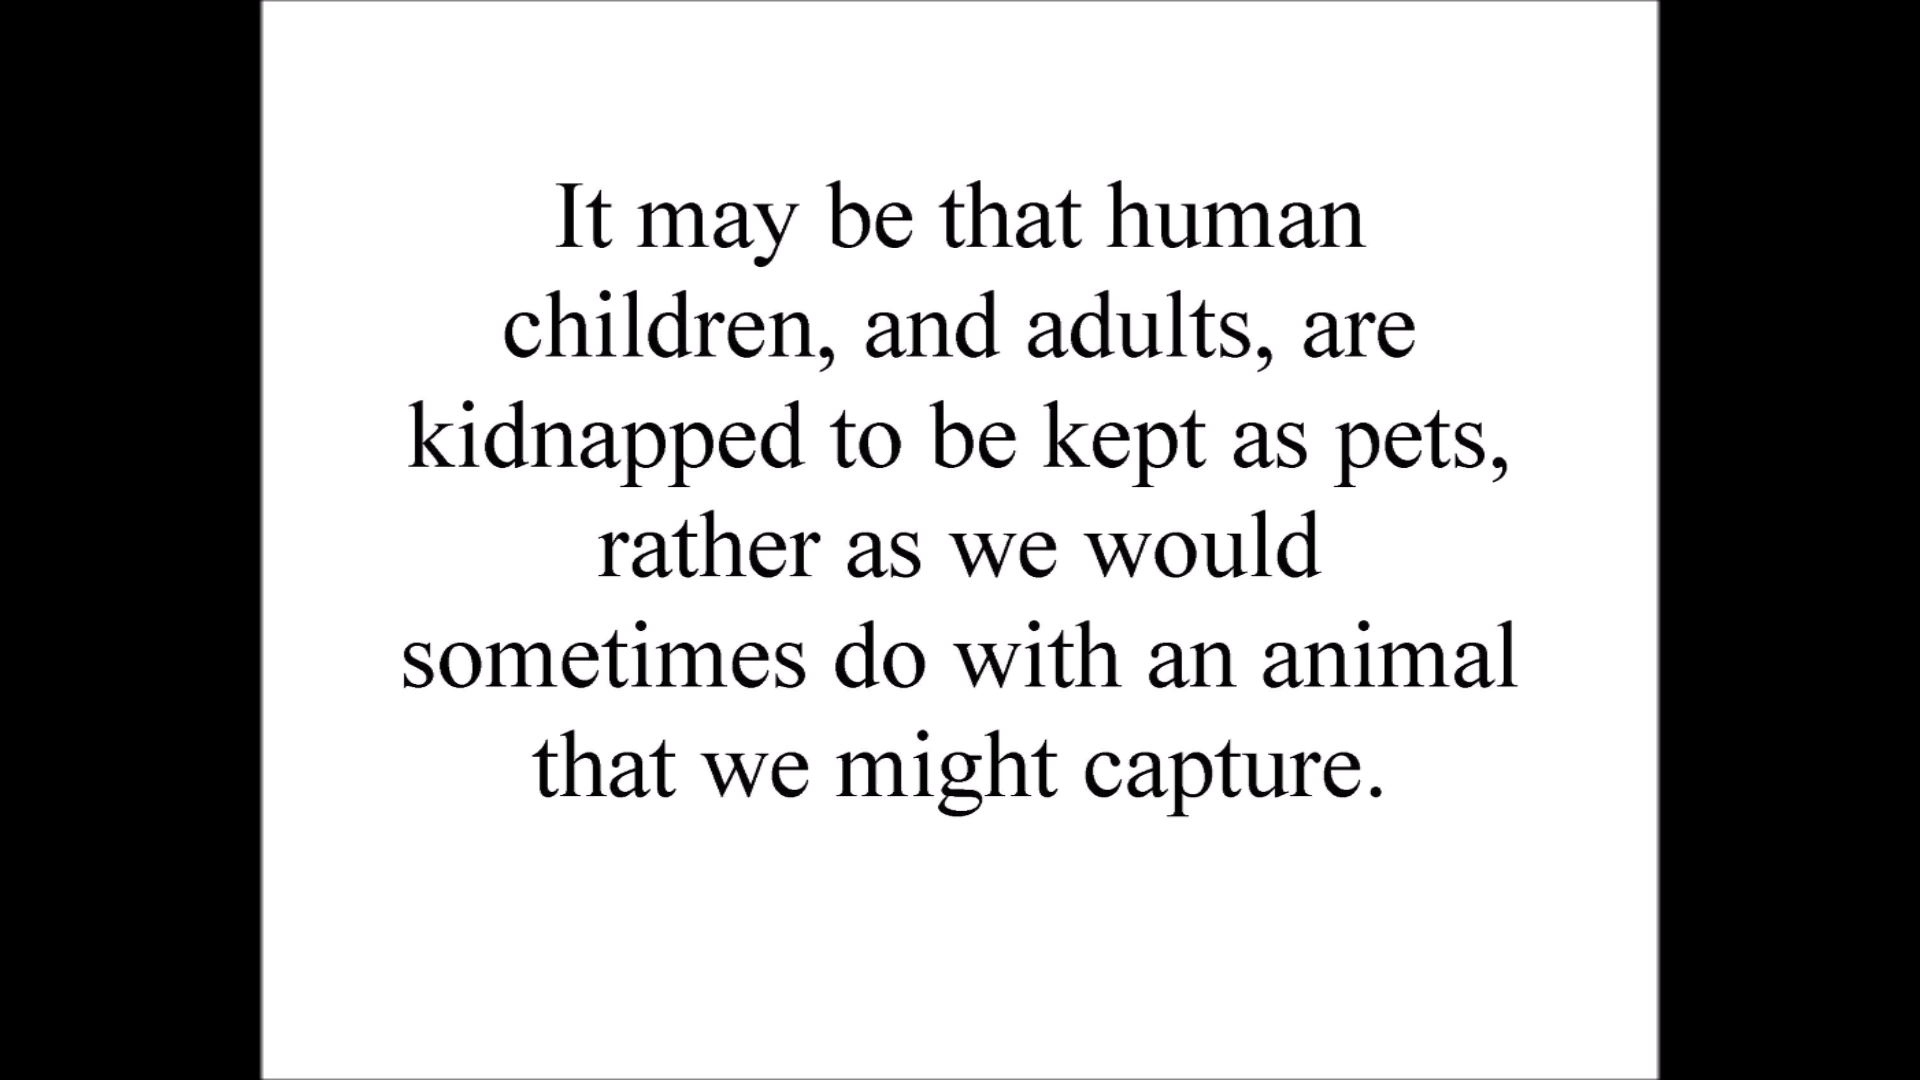 It may be that human
children, and adults, are
kidnapped to be kept as pets,
rather as we would
sometimes do with an animal
that we might capture.